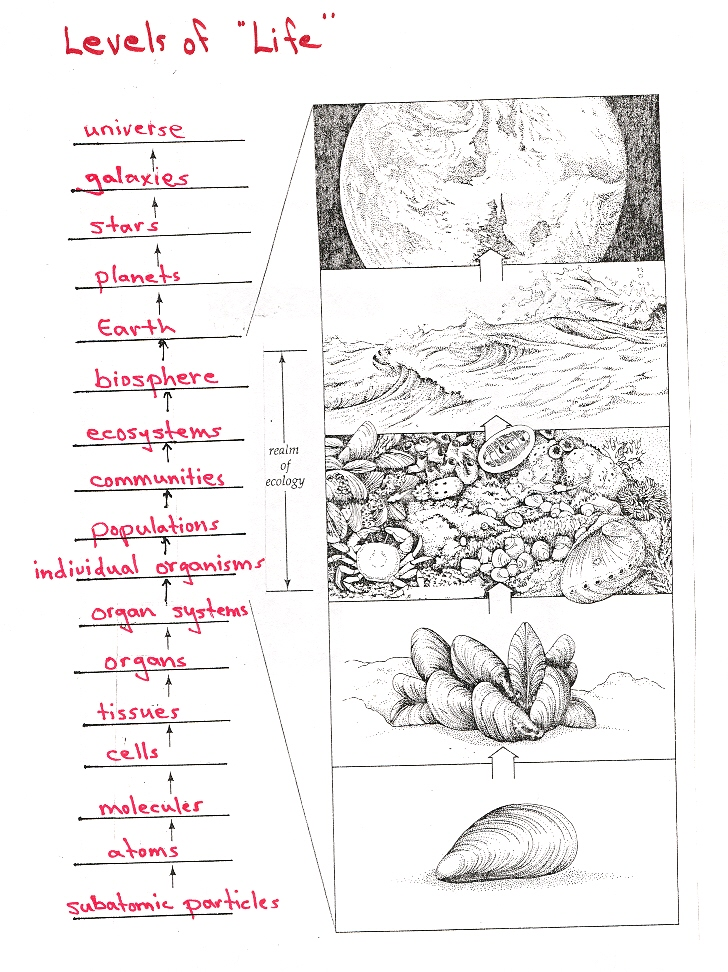 Levels of "Life"
universe
galaxies
stars
planets
Earth
biosphere
ecosystems
communities
populations
individual organisms
organ systems
organs
tissues
cells
molecules
atoms
subatomic particles
realm
of
ecology